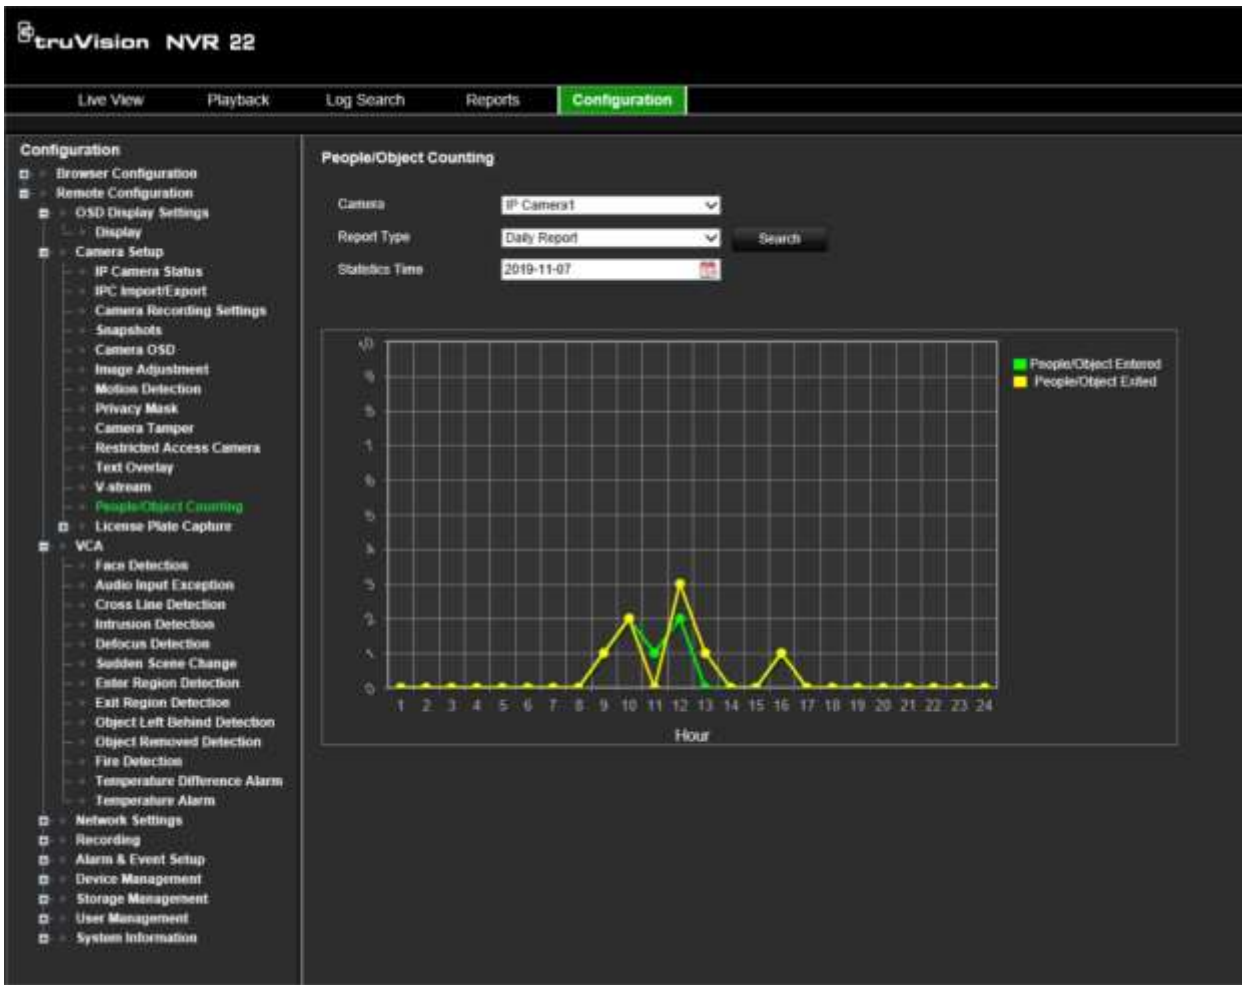 truVision NVR 22
Live View Playback Log Search Reports Configuration
Configuration
Browser Configuration
Remote Configuration
OSD Display Settings
Display
Camera Setup
IP Camera Status
IPC Import/Export
Camera Recording Settings
Snapshots
Camera OSD
Image Adjustment
Motion Detection
Privacy Mask
Camera Tamper
Restricted Access Camera
Text Overlay
V-stream
People/Object Counting
License Plate Capture
VCA
Face Detection
Audio Input Exception
Cross Line Detection
Intrusion Detection
Defocus Detection
Sudden Scene Change
Enter Region Detection
Exit Region Detection
Object Left Behind Detection
Object Removed Detection
Fire Detection
Temperature Difference Alarm
Temperature Alarm
Network Settings
Recording
Alarm & Event Setup
Device Management
Storage Management
User Management
System Information
People/Object Counting
Camera IP Camera1
Report Type Daily Report Search
Statistics Time 2019-11-07
10
9
8
7
6
5
4
3
2
1
0
1 2 3 4 5 6 7 8 9 10 11 12 13 14 15 16 17 18 19 20 21 22 23 24
Hour
People/Object Entered
People/Object Exited